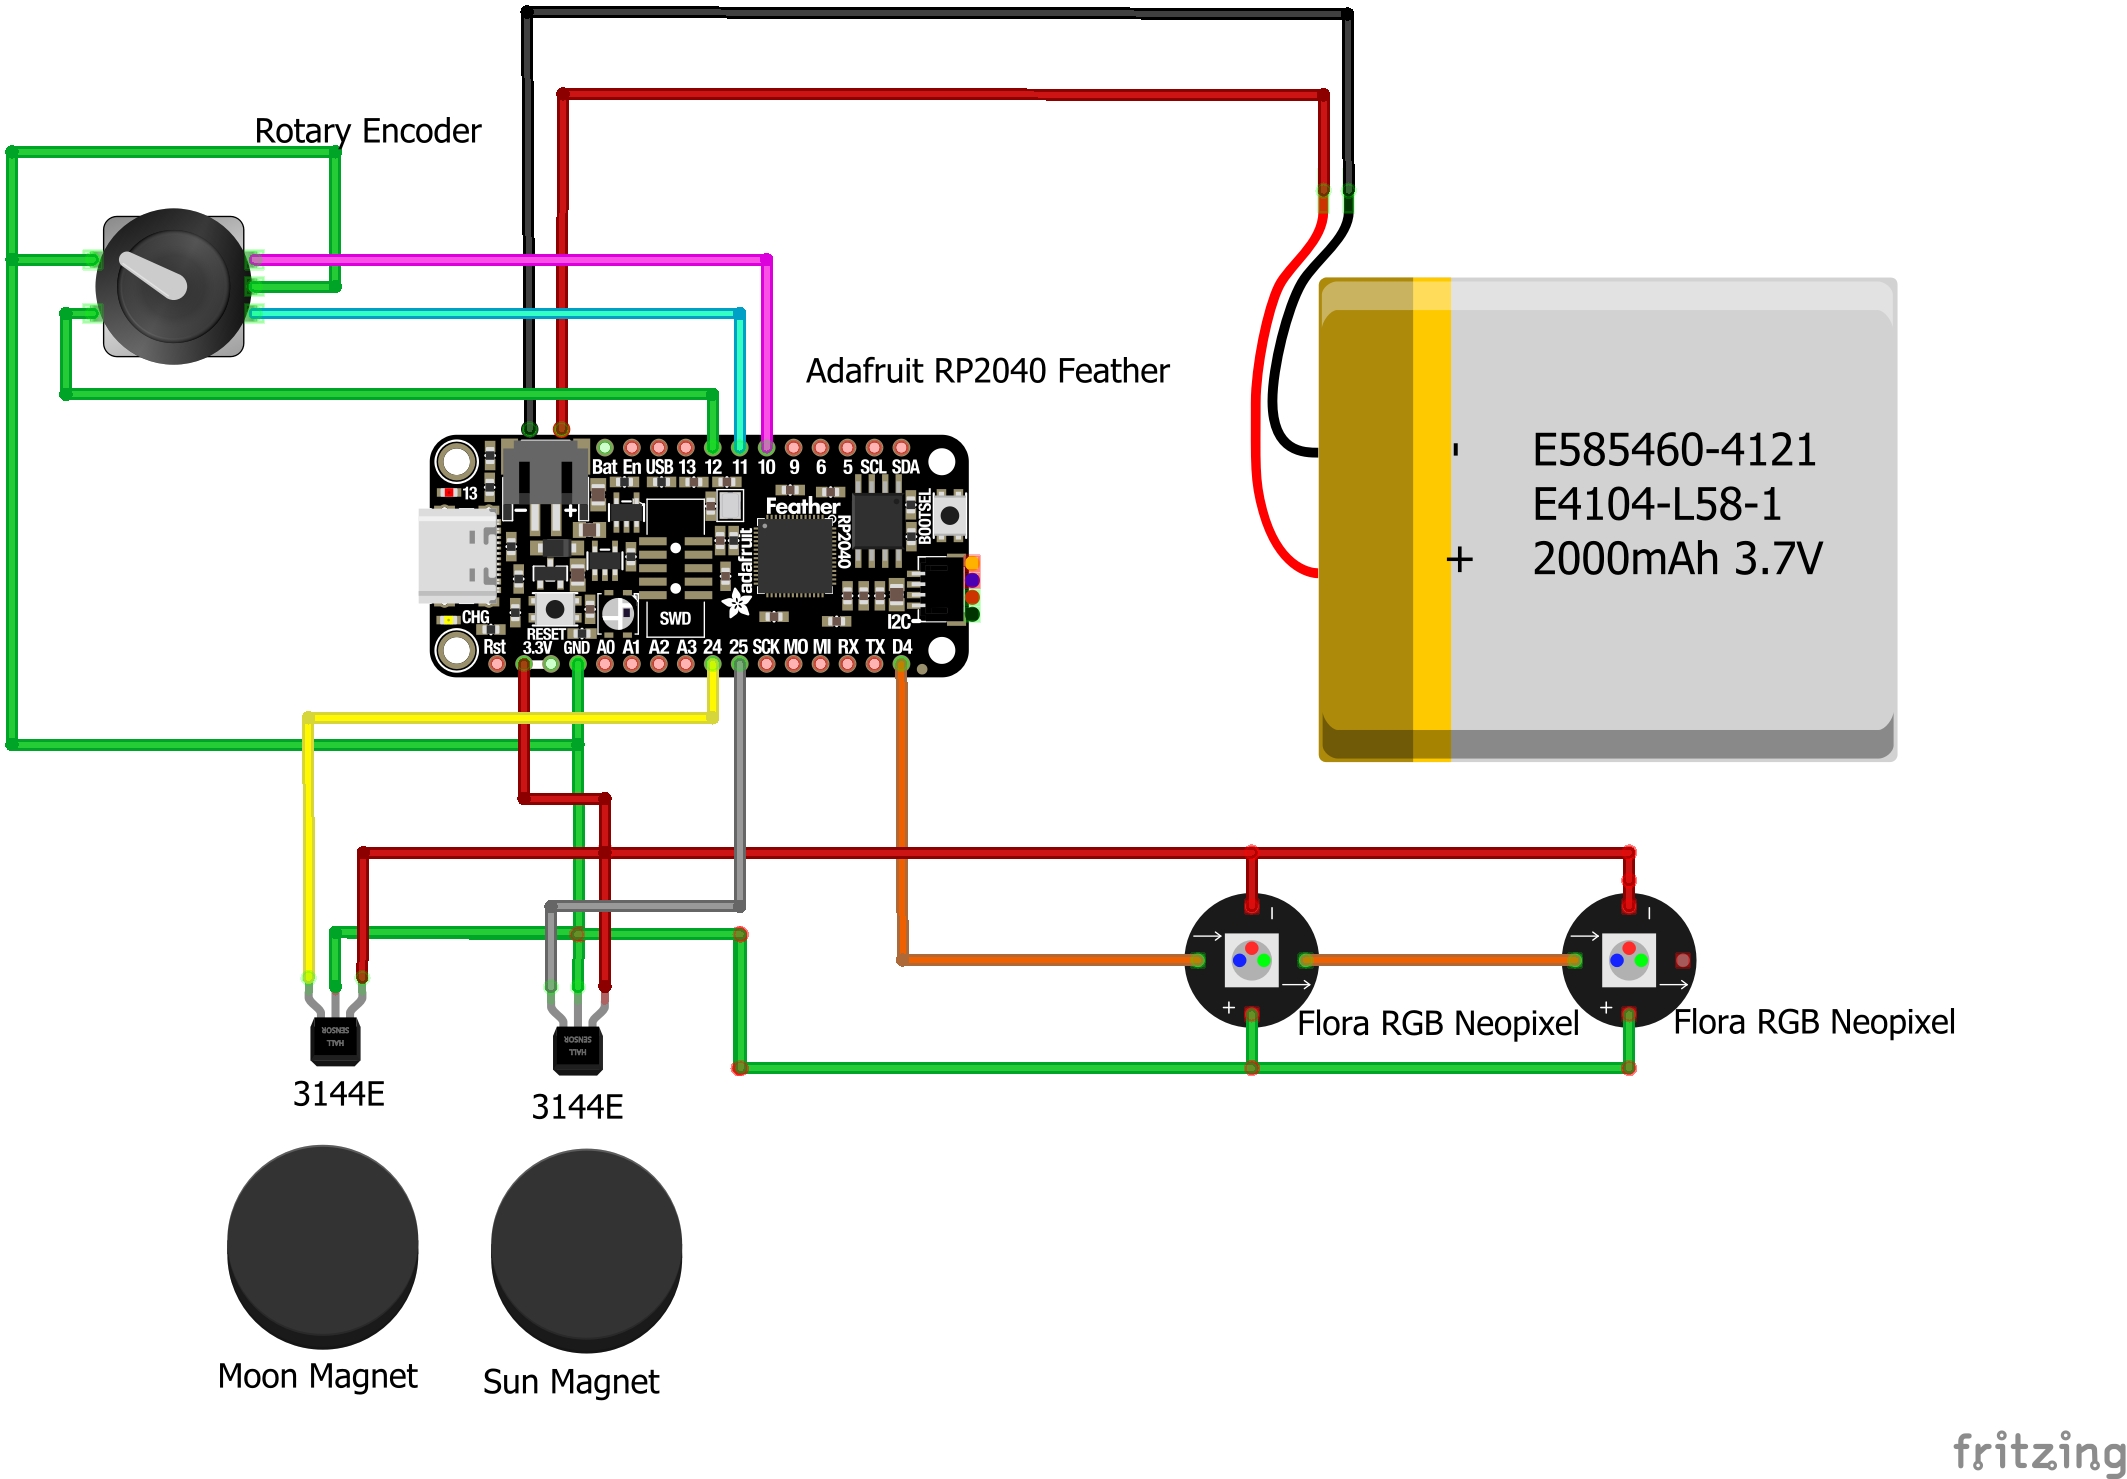 Rotary Encoder
Adafruit RP2040 Feather
Bat En USB 13 12 11 10 9 6 5 SCL SDA
13
- +
Feather
RP2040
adafruit
BOOTSEL
CHG
RESET
SWD
I2C
Rst 3.3V GND A0 A1 A2 A3 24 25 SCK MO MI RX TX D4
- E585460-4121
E4104-L58-1
+ 2000mAh 3.7V
Flora RGB Neopixel
Flora RGB Neopixel
HALL
SENSOR
HALL
SENSOR
3144E
3144E
Moon Magnet
Sun Magnet
fritzing